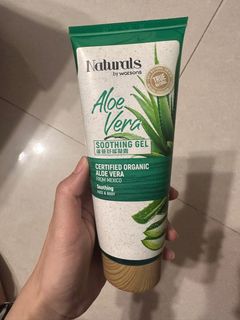 Naturals
by watsons
TRUE
Aloe
Vera
SOOTHING GEL
CERTIFIED ORGANIC
ALOE VERA
FROM MEXICO
Soothing
FACE & BODY